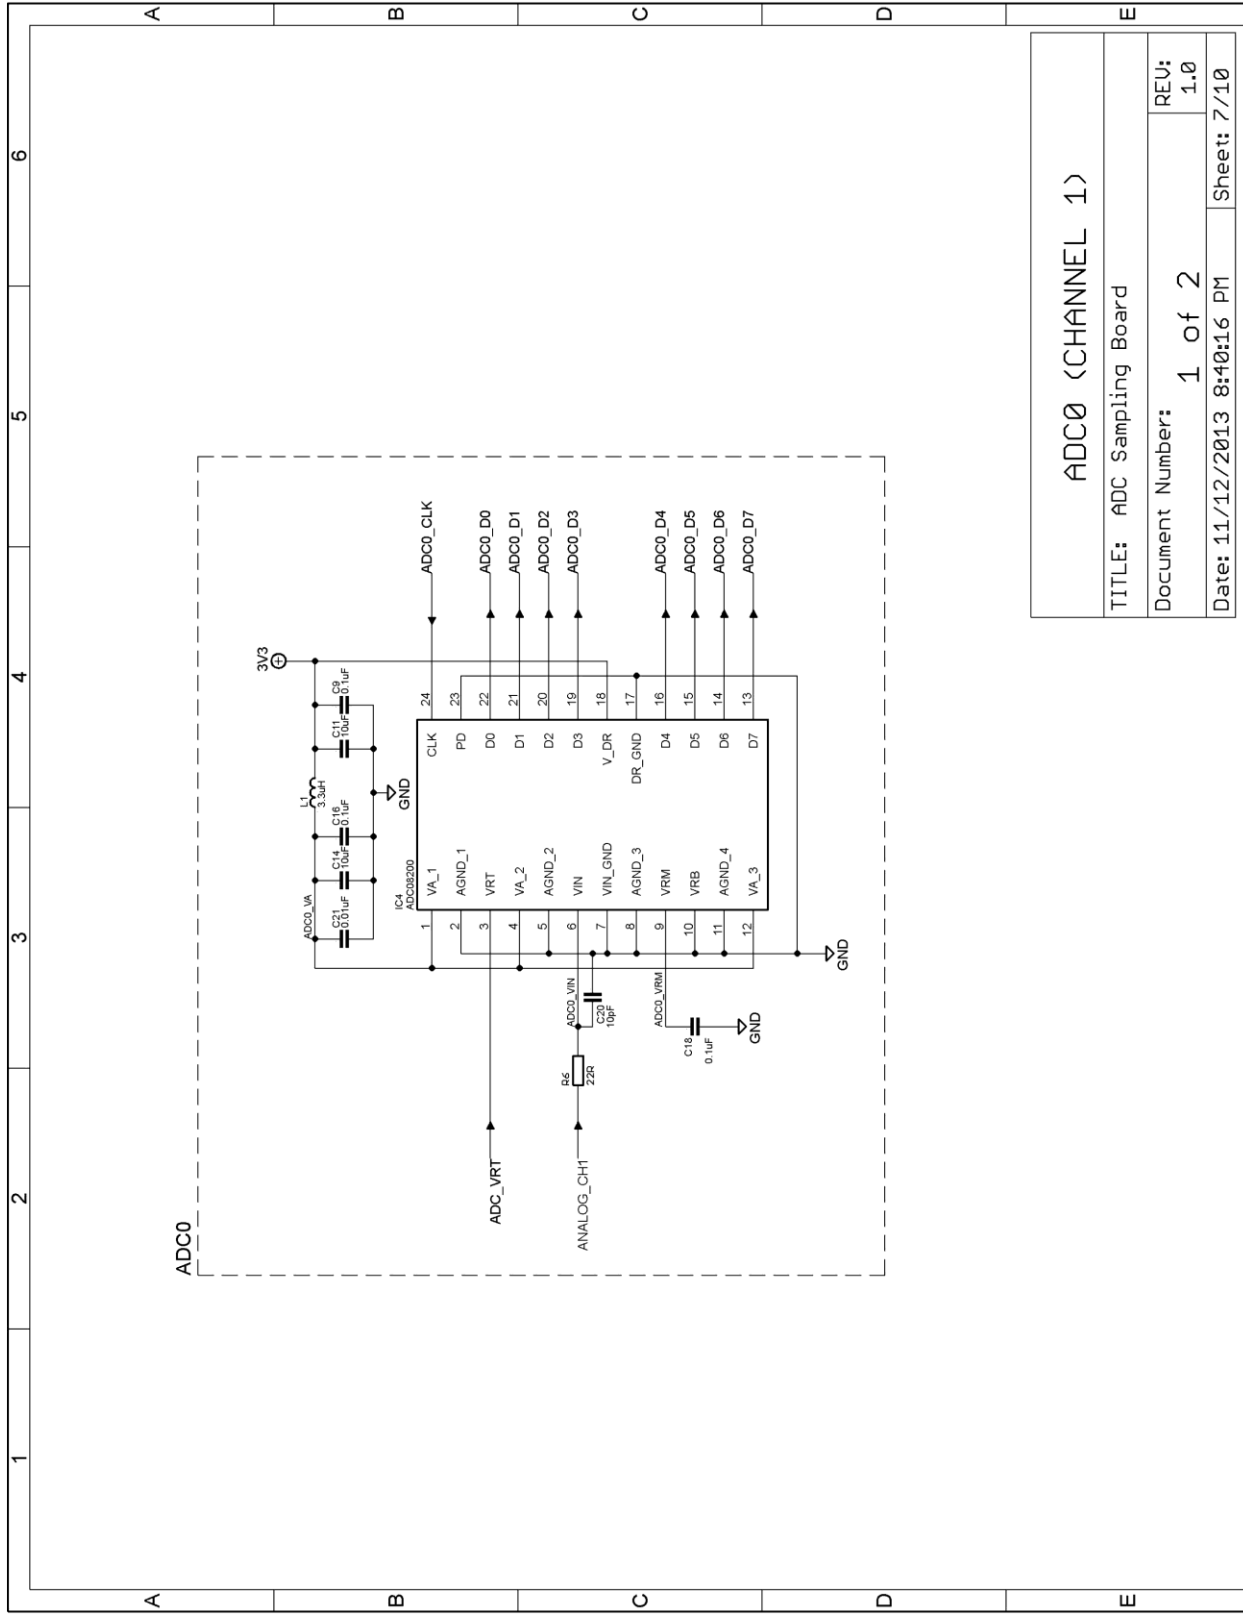 A
B
C
D
E
6
5
4
3
2
1
A
B
C
D
E
ADC0
3V3
ADC0_VA
C21
0.01uF
C14
10uF
C16
0.1uF
L1
3.3uH
C11
10uF
C9
0.1uF
GND
IC4
ADC08200
1 VA_1 CLK 24 ADC0_CLK
2 AGND_1 PD 23
ADC_VRT 3 VRT D0 22 ADC0_D0
4 VA_2 D1 21 ADC0_D1
5 AGND_2 D2 20 ADC0_D2
ANALOG_CH1 R6 22R ADC0_VIN 6 VIN D3 19 ADC0_D3
C20
10pF
7 VIN_GND V_DR 18
8 AGND_3 DR_GND 17
ADC0_VRM 9 VRM D4 16 ADC0_D4
10 VRB D5 15 ADC0_D5
11 AGND_4 D6 14 ADC0_D6
12 VA_3 D7 13 ADC0_D7
C18
0.1uF
GND
GND
ADC0 (CHANNEL 1)
TITLE: ADC Sampling Board
Document Number:
1 of 2
REV:
1.0
Date: 11/12/2013 8:40:16 PM
Sheet: 7/10